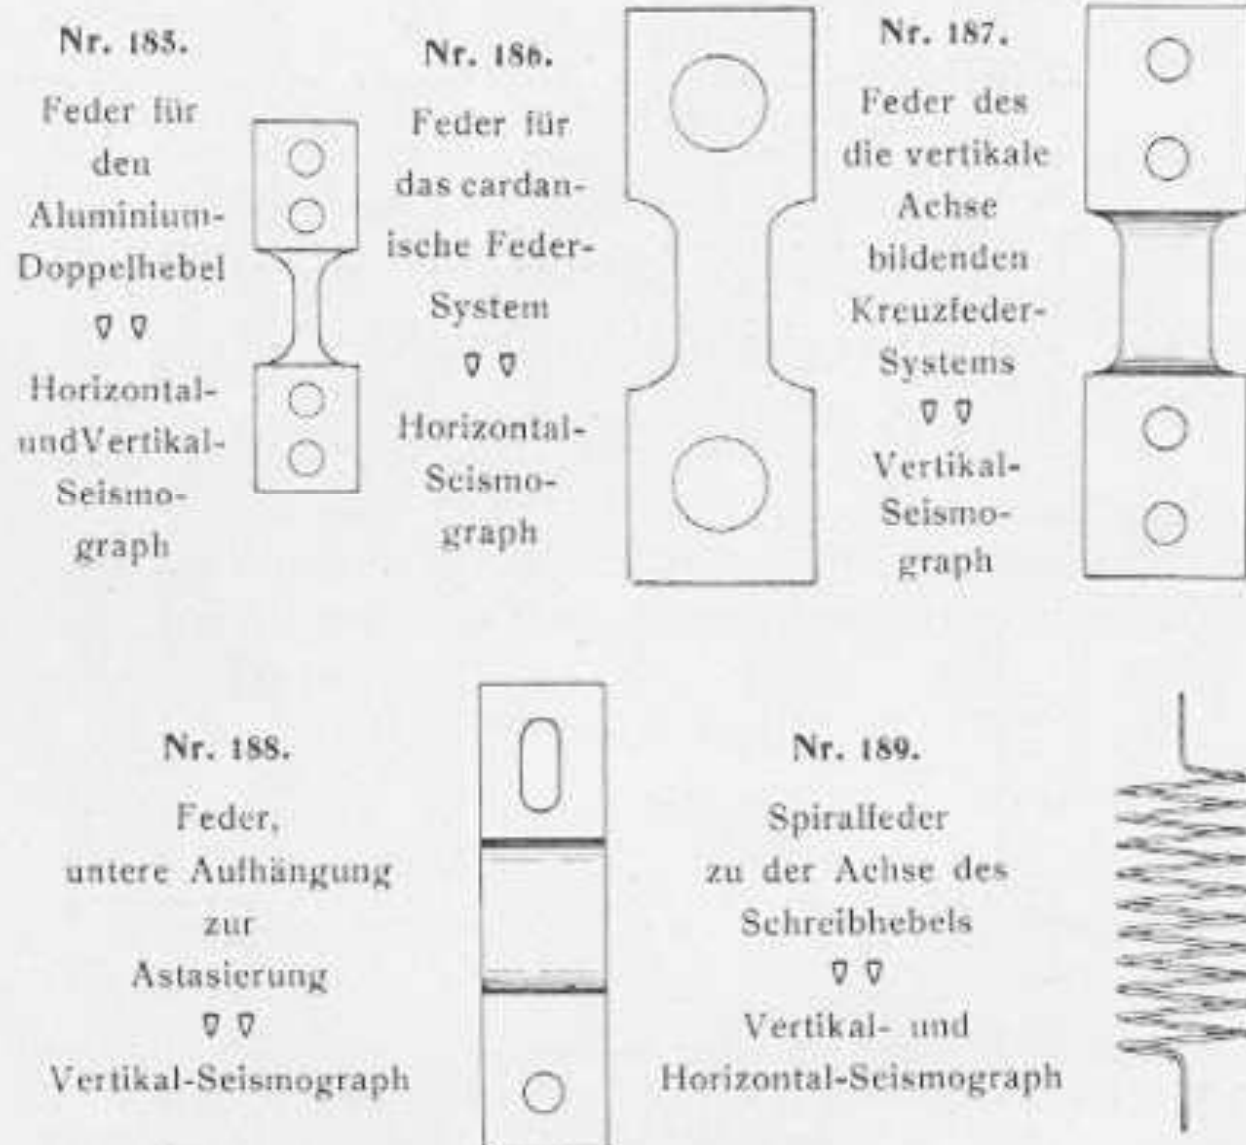 Nr. 185.
Feder für
den
Aluminium-
Doppelhebel
Horizontal-
undVertikal-
Seismo-
graph
Nr. 186.
Feder für
das cardan-
ische Feder-
System
Horizontal-
Seismo-
graph
Nr. 187.
Feder des
die vertikale
Achse
bildenden
Kreuzfeder-
Systems
Vertikal-
Seismo-
graph
Nr. 188.
Feder,
untere Aufhängung
zur
Astasierung
Vertikal-Seismograph
Nr. 189.
Spiralfeder
zu der Achse des
Schreibhebels
Vertikal- und
Horizontal-Seismograph